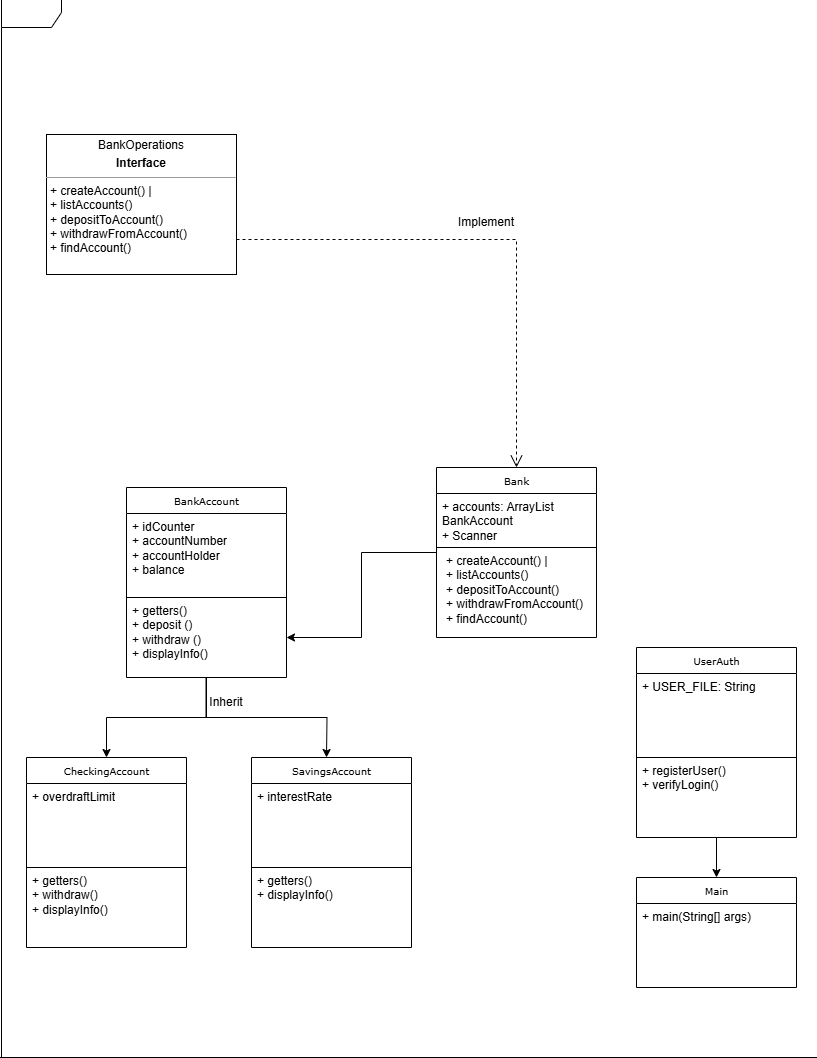 BankOperations
Interface
+ createAccount() |
+ listAccounts()
+ depositToAccount()
+ withdrawFromAccount()
+ findAccount()
Implement
Bank
+ accounts: ArrayList
BankAccount
+ Scanner
+ createAccount() |
+ listAccounts()
+ depositToAccount()
+ withdrawFromAccount()
+ findAccount()
BankAccount
+ idCounter
+ accountNumber
+ accountHolder
+ balance
+ getters()
+ deposit ()
+ withdraw ()
+ displayInfo()
Inherit
CheckingAccount
+ overdraftLimit
+ getters()
+ withdraw()
+ displayInfo()
SavingsAccount
+ interestRate
+ getters()
+ displayInfo()
UserAuth
+ USER_FILE: String
+ registerUser()
+ verifyLogin()
Main
+ main(String[] args)